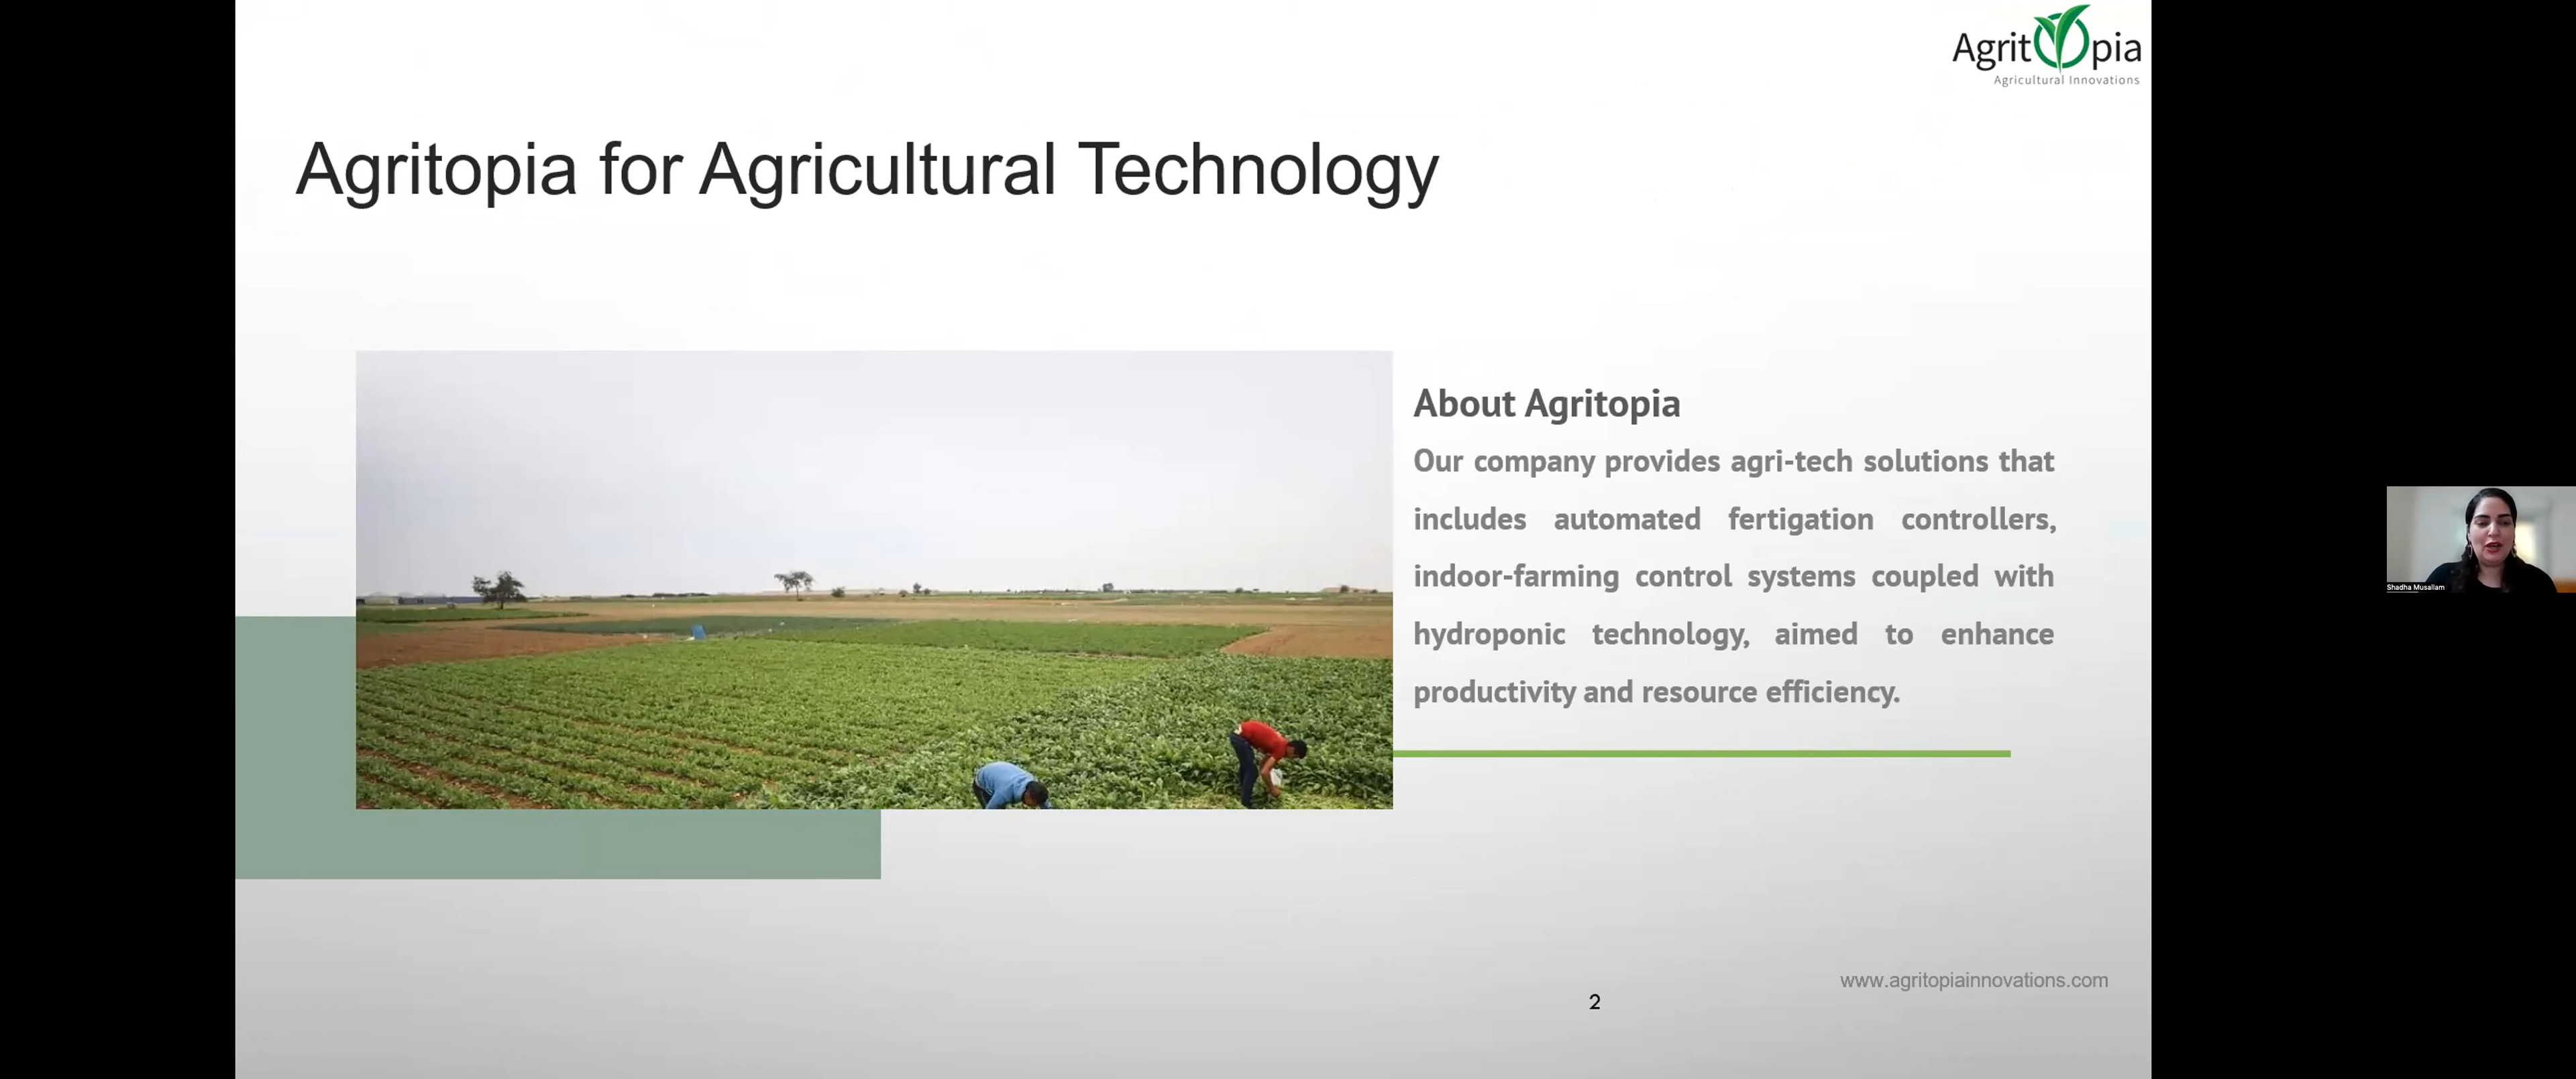 Agritopia
Agricultural Innovations
Agritopia for Agricultural Technology
About Agritopia
Our company provides agri-tech solutions that
includes automated fertigation controllers,
indoor-farming control systems coupled with
hydroponic technology, aimed to enhance
productivity and resource efficiency.
Shadha Musallam
www.agritopiainnovations.com
2